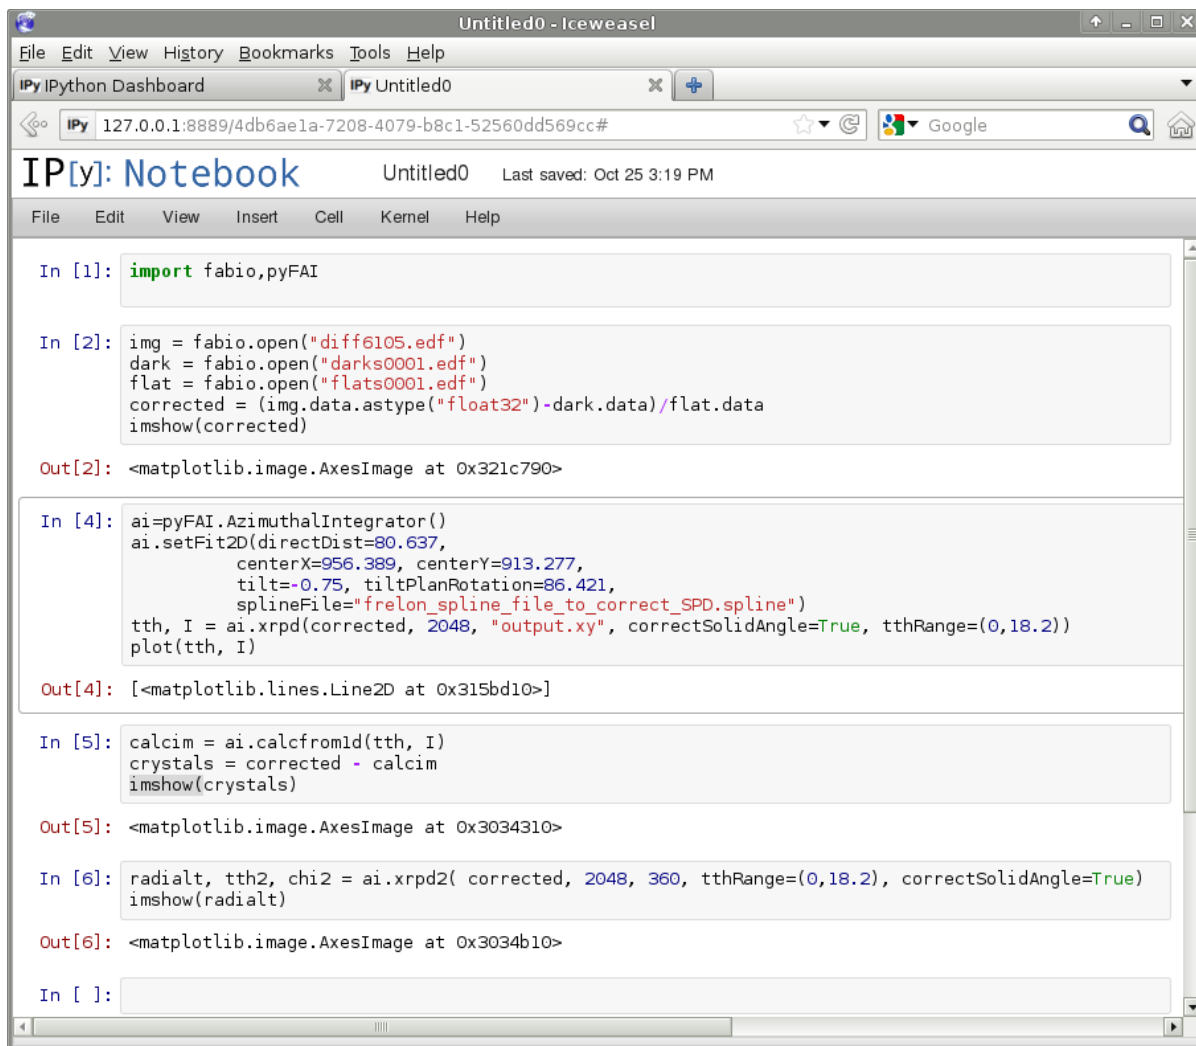 Untitled0 - Iceweasel
File Edit View History Bookmarks Tools Help
IPy IPython Dashboard IPy Untitled0
IPy 127.0.0.1:8889/4db6ae1a-7208-4079-b8c1-52560dd569cc# Google
IP[y]: Notebook Untitled0 Last saved: Oct 25 3:19 PM
File Edit View Insert Cell Kernel Help
In [1]: import fabio,pyFAI
In [2]: img = fabio.open("diff6105.edf")
dark = fabio.open("darks0001.edf")
flat = fabio.open("flats0001.edf")
corrected = (img.data.astype("float32")-dark.data)/flat.data
imshow(corrected)
Out[2]: <matplotlib.image.AxesImage at 0x321c790>
In [4]: ai=pyFAI.AzimuthalIntegrator()
ai.setFit2D(directDist=80.637,
centerX=956.389, centerY=913.277,
tilt=-0.75, tiltPlanRotation=86.421,
splineFile="frelon_spline_file_to_correct_SPD.spline")
tth, I = ai.xrpd(corrected, 2048, "output.xy", correctSolidAngle=True, tthRange=(0,18.2))
plot(tth, I)
Out[4]: [<matplotlib.lines.Line2D at 0x315bd10>]
In [5]: calcim = ai.calcfrom1d(tth, I)
crystals = corrected - calcim
imshow(crystals)
Out[5]: <matplotlib.image.AxesImage at 0x3034310>
In [6]: radialt, tth2, chi2 = ai.xrpd2( corrected, 2048, 360, tthRange=(0,18.2), correctSolidAngle=True)
imshow(radialt)
Out[6]: <matplotlib.image.AxesImage at 0x3034b10>
In [ ]: